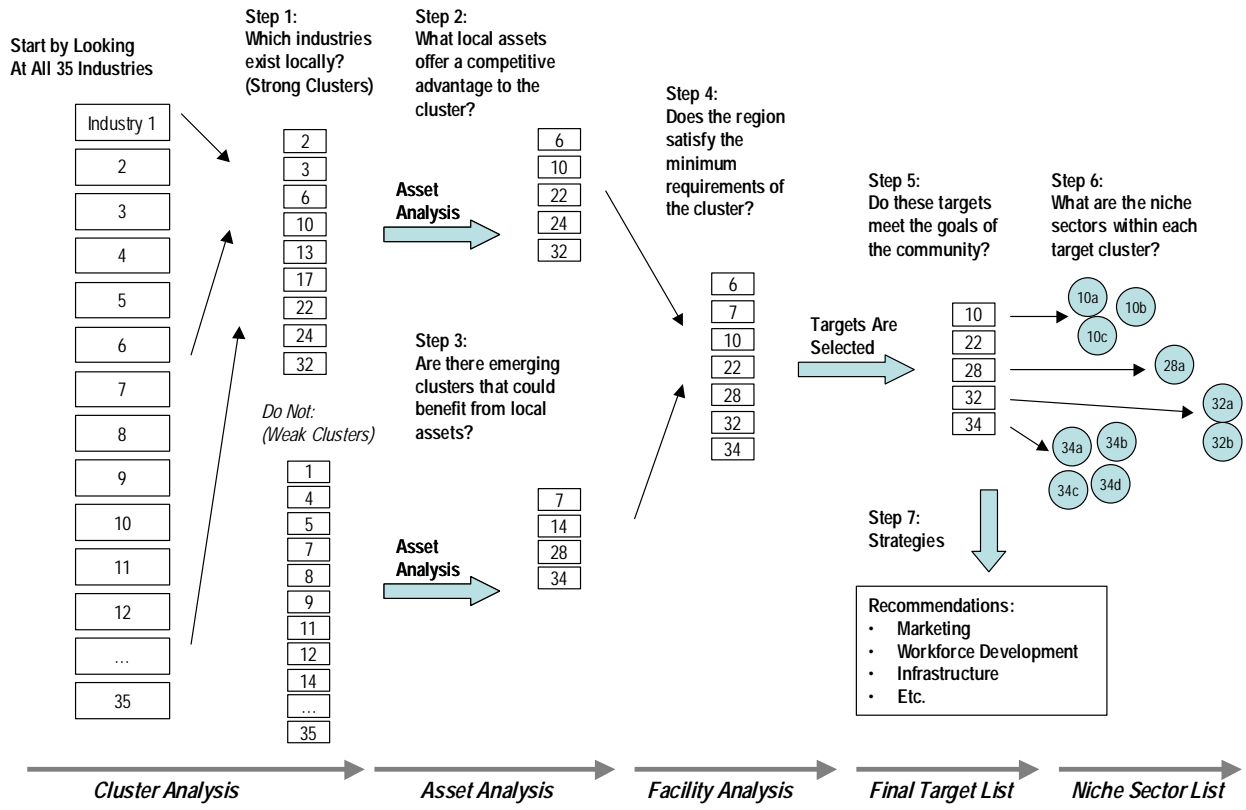 Start by Looking
At All 35 Industries
Industry 1
2
3
4
5
6
7
8
9
10
11
12
...
35
Step 1:
Which industries
exist locally?
(Strong Clusters)
2
3
6
10
13
17
22
24
32
Do Not:
(Weak Clusters)
1
4
5
7
8
9
11
12
14
...
35
Asset
Analysis
Asset
Analysis
Step 2:
What local assets
offer a competitive
advantage to the
cluster?
6
10
22
24
32
Step 3:
Are there emerging
clusters that could
benefit from local
assets?
7
14
28
34
Step 4:
Does the region
satisfy the
minimum
requirements of
the cluster?
6
7
10
22
28
32
34
Targets Are
Selected
Step 5:
Do these targets
meet the goals of
the community?
10
22
28
32
34
Step 6:
What are the niche
sectors within each
target cluster?
10a
10b
10c
28a
32a
32b
34a
34b
34c
34d
Step 7:
Strategies
Recommendations:
• Marketing
• Workforce Development
• Infrastructure
• Etc.
Cluster Analysis
Asset Analysis
Facility Analysis
Final Target List
Niche Sector List